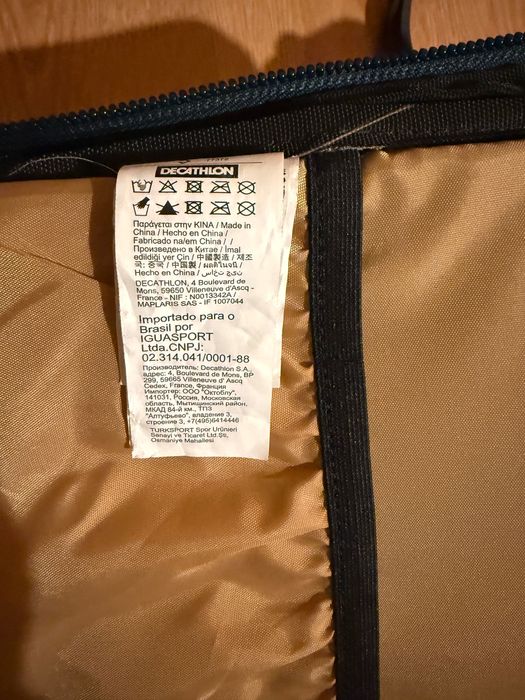 DECATHLON
Παράγεται στην ΚΙΝΑ / Made in
China / Hecho en China /
Fabricado na/em China / /
Произведено в Китае / İmal
edildiği yer Çin / 中國製造 / 제조
국: 중국 / 中国製 / ผลิตในจีน /
Hecho en China /
DECATHLON, 4 Boulevard de
Mons, 59650 Villeneuve d'Ascq -
France - NIF : N0013342A /
MAPLARIS SAS - IF 1007044
Importado para o
Brasil por
IGUASPORT
Ltda.CNPJ:
02.314.041/0001-88
Производитель: Decathlon S.A.,
адрес: 4, Boulevard de Mons, BP
299, 59665 Villeneuve d' Ascq
Cedex, France, Франция
Импортер: ООО "Октоблу",
141031, Россия, Московская
область, Мытищинский район,
МКАД 84-й км., ТПЗ
"Алтуфьево", владение 3,
строение 3, +7(495)6414446
TURKSPORT Spor Urünleri
Sanayi ve Ticaret Ltd.Şti,
Osmaniye Mahallesi